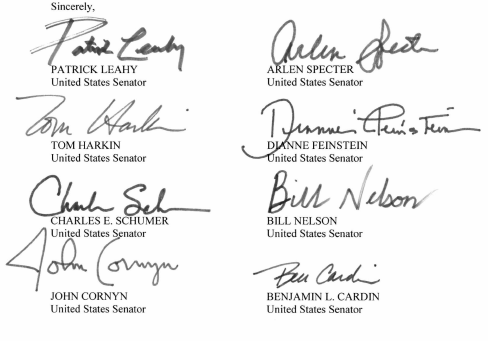 Sincerely,
Patrick Leahy
PATRICK LEAHY
United States Senator
Arlen Specter
ARLEN SPECTER
United States Senator
Tom Harkin
TOM HARKIN
United States Senator
Dianne Feinstein
DIANNE FEINSTEIN
United States Senator
Charles Schumer
CHARLES E. SCHUMER
United States Senator
Bill Nelson
BILL NELSON
United States Senator
John Cornyn
JOHN CORNYN
United States Senator
Ben Cardin
BENJAMIN L. CARDIN
United States Senator